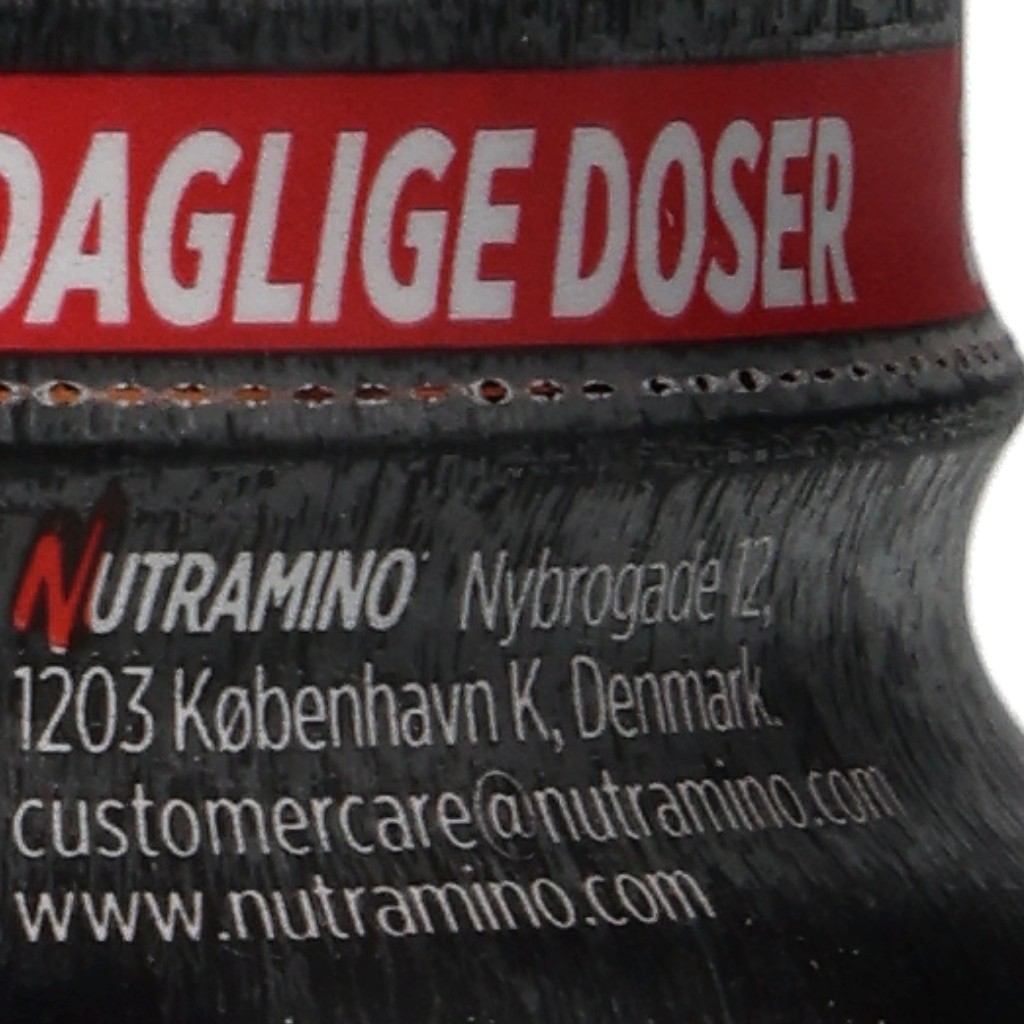 DAGLIGE DOSER
NUTRAMINO Nybrogade 12,
1203 København K, Denmark.
customercare@nutramino.com
www.nutramino.com